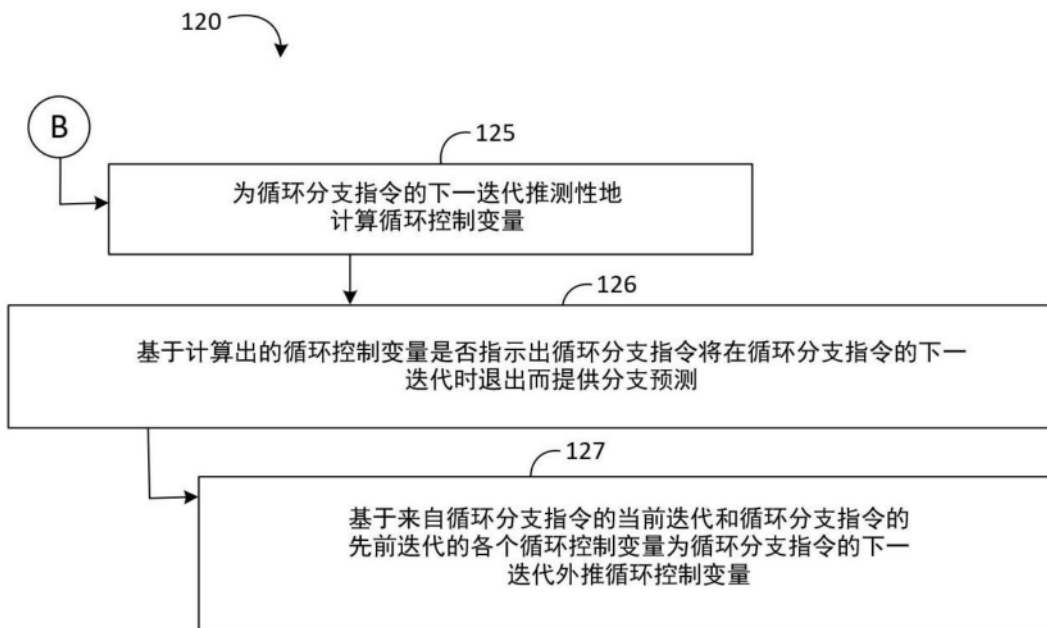 120
B
125
为循环分支指令的下一迭代推测性地
计算循环控制变量
126
基于计算出的循环控制变量是否指示出循环分支指令将在循环分支指令的下一
迭代时退出而提供分支预测
127
基于来自循环分支指令的当前迭代和循环分支指令的
先前迭代的各个循环控制变量为循环分支指令的下一
迭代外推循环控制变量